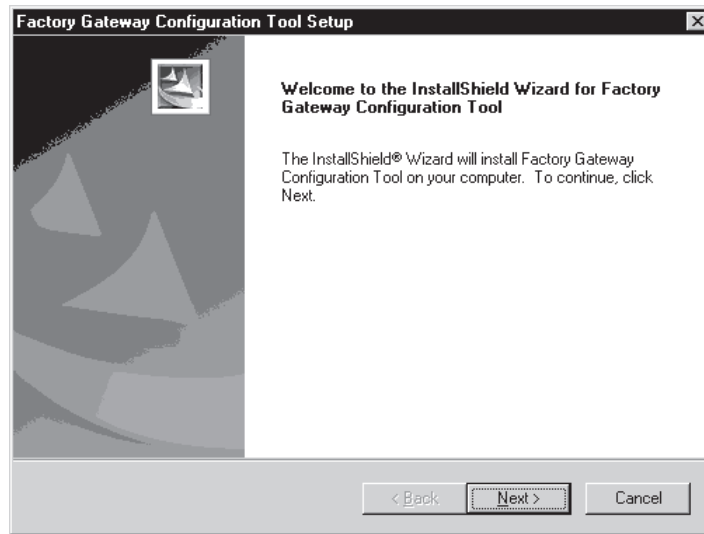 Factory Gateway Configuration Tool Setup
Welcome to the InstallShield Wizard for Factory
Gateway Configuration Tool
The InstallShield® Wizard will install Factory Gateway
Configuration Tool on your computer. To continue, click
Next.
< Back
Next >
Cancel